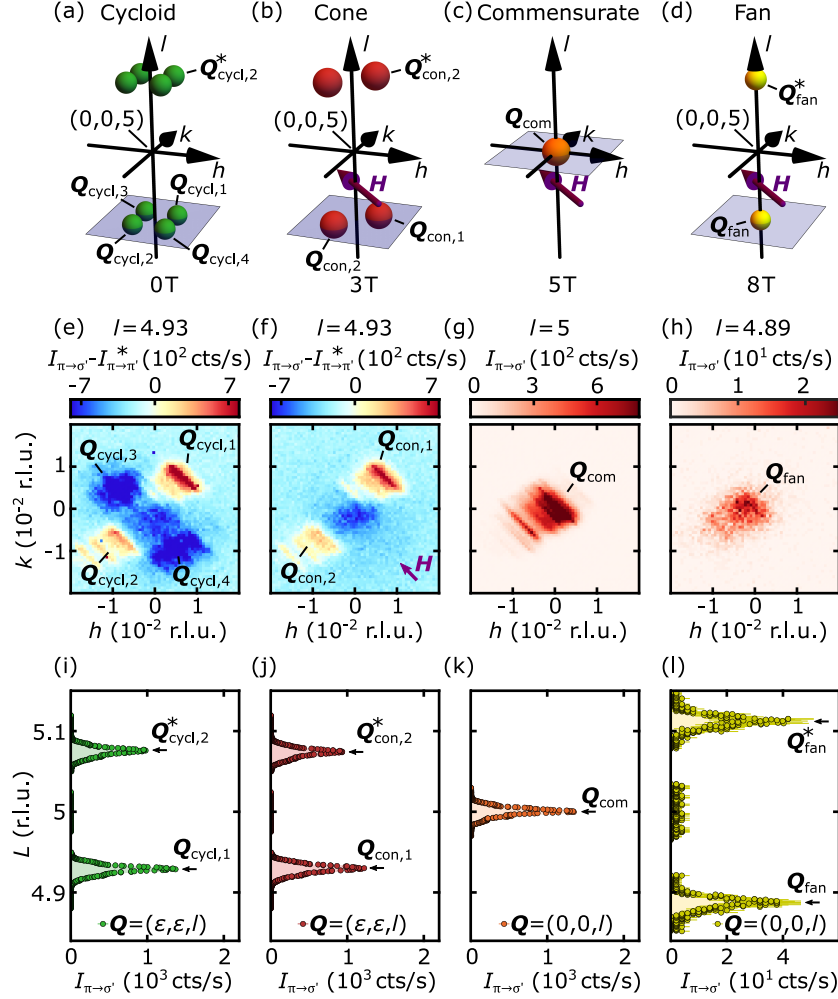 (a) Cycloid
(b) Cone
(c) Commensurate
(d) Fan
l
Q*cycl,2
(0,0,5)
k
h
Qcycl,3
Qcycl,1
Qcycl,2
Qcycl,4
0T
l
Q*con,2
(0,0,5)
k
h
H
Qcon,1
Qcon,2
3T
l
Qcom
k
h
H
5T
l
Q*fan
(0,0,5)
k
h
H
Qfan
8T
(e) l=4.93
Iπ→σ'-I*π→π' (10² cts/s)
-7 0 7
(f) l=4.93
Iπ→σ'-I*π→π' (10² cts/s)
-7 0 7
(g) l=5
Iπ→σ' (10² cts/s)
0 3 6
(h) l=4.89
Iπ→σ' (10¹ cts/s)
0 1 2
k (10⁻² r.l.u.)
1
0
-1
Qcycl,3
Qcycl,1
Qcycl,2
Qcycl,4
-1 0 1
h (10⁻² r.l.u.)
Qcon,1
Qcon,2
H
-1 0 1
h (10⁻² r.l.u.)
Qcom
-1 0 1
h (10⁻² r.l.u.)
Qfan
-1 0 1
h (10⁻² r.l.u.)
(i)
L (r.l.u.)
5.1
5
4.9
Q*cycl,2
Qcycl,1
Q=(ε,ε,l)
0 1 2
Iπ→σ' (10³ cts/s)
(j)
Q*con,2
Qcon,1
Q=(ε,ε,l)
0 1 2
Iπ→σ' (10³ cts/s)
(k)
Qcom
Q=(0,0,l)
0 1 2
Iπ→σ' (10³ cts/s)
(l)
Q*fan
Qfan
Q=(0,0,l)
0 2 4
Iπ→σ' (10¹ cts/s)